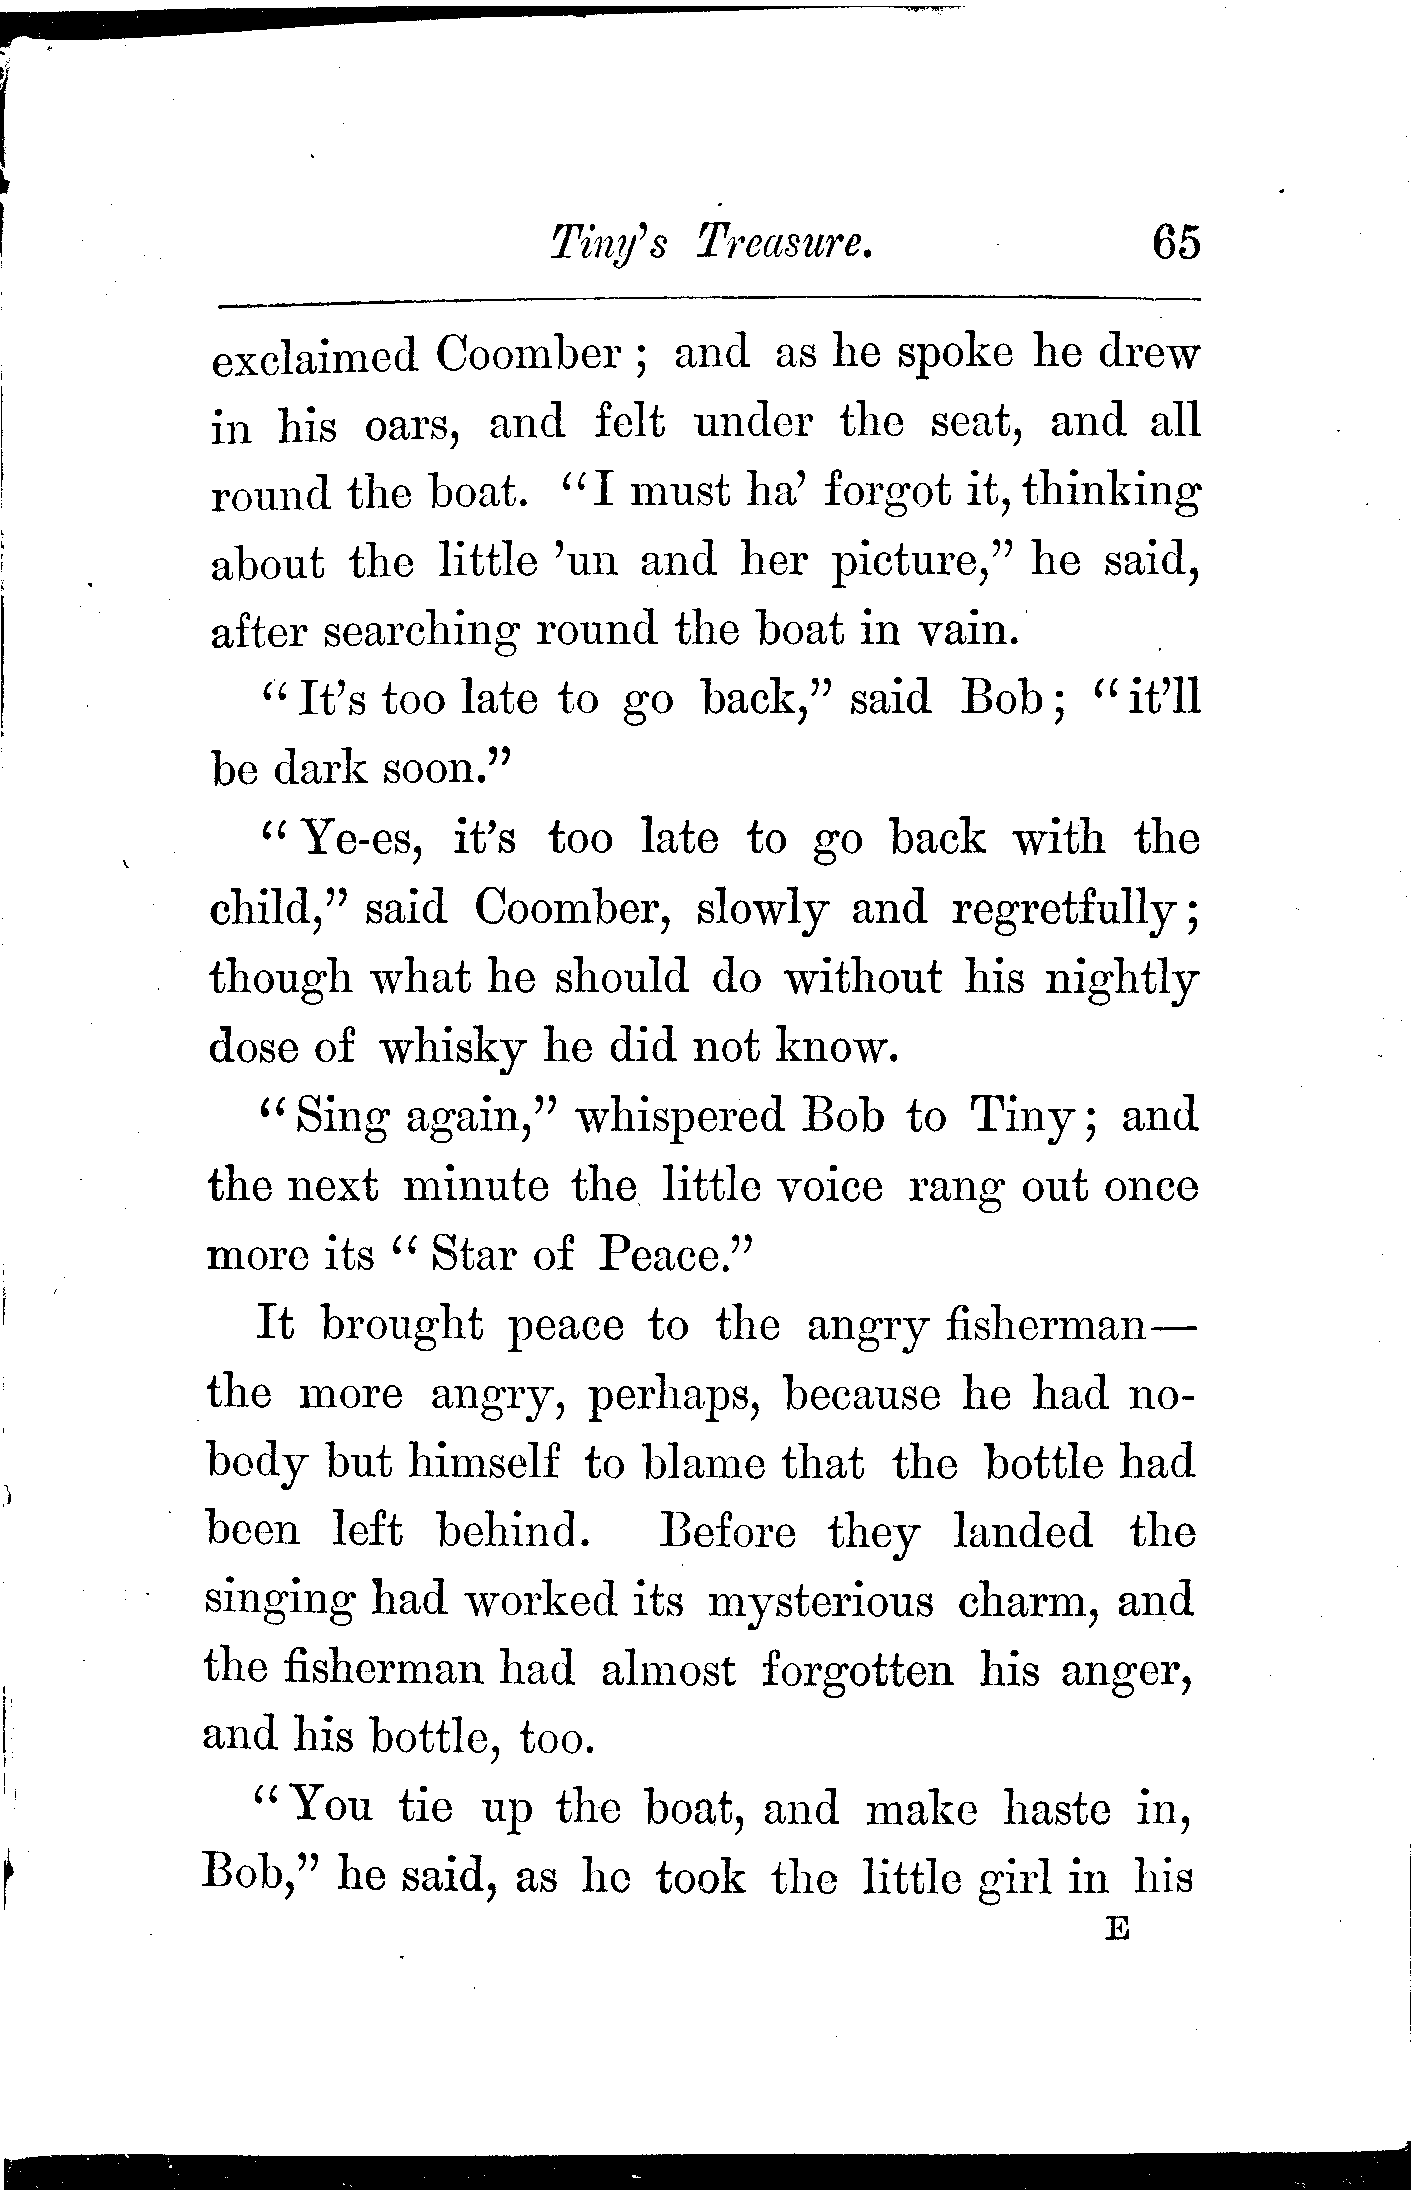 Tiny's Treasure. 65
exclaimed Coomber ; and as he spoke he drew
in his oars, and felt under the seat, and all
round the boat. “I must ha’ forgot it, thinking
about the little ’un and her picture,” he said,
after searching round the boat in vain.
“It’s too late to go back,” said Bob ; “it’ll
be dark soon.”
“Ye-es, it’s too late to go back with the
child,” said Coomber, slowly and regretfully ;
though what he should do without his nightly
dose of whisky he did not know.
“Sing again,” whispered Bob to Tiny ; and
the next minute the little voice rang out once
more its “Star of Peace.”
It brought peace to the angry fisherman—
the more angry, perhaps, because he had no-
body but himself to blame that the bottle had
been left behind. Before they landed the
singing had worked its mysterious charm, and
the fisherman had almost forgotten his anger,
and his bottle, too.
“You tie up the boat, and make haste in,
Bob,” he said, as he took the little girl in his
E